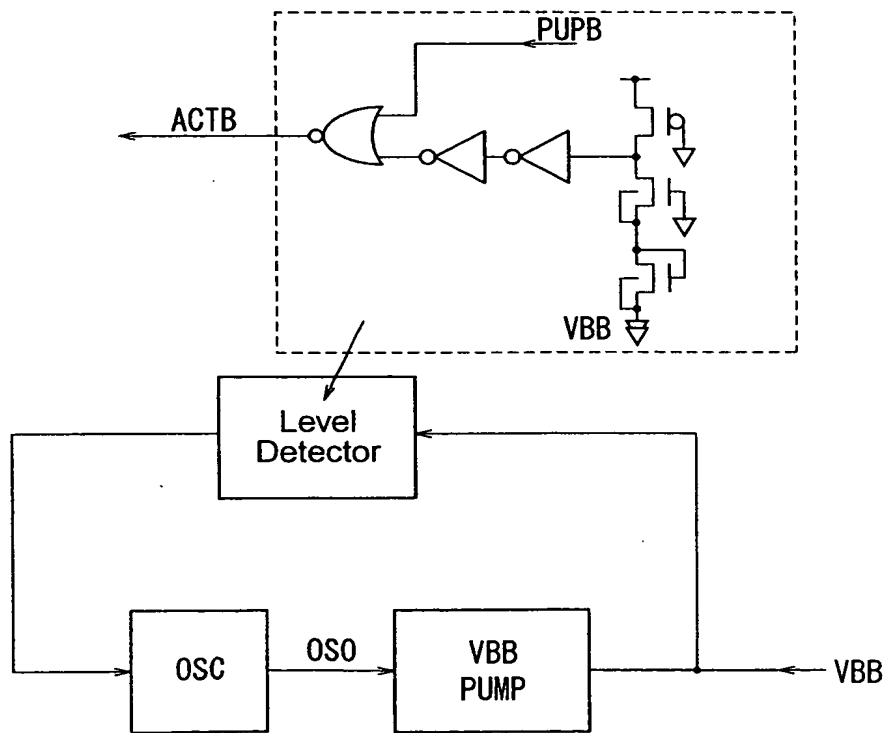 PUPB
ACTB
VBB
Level
Detector
OSC
OSO
VBB
PUMP
VBB